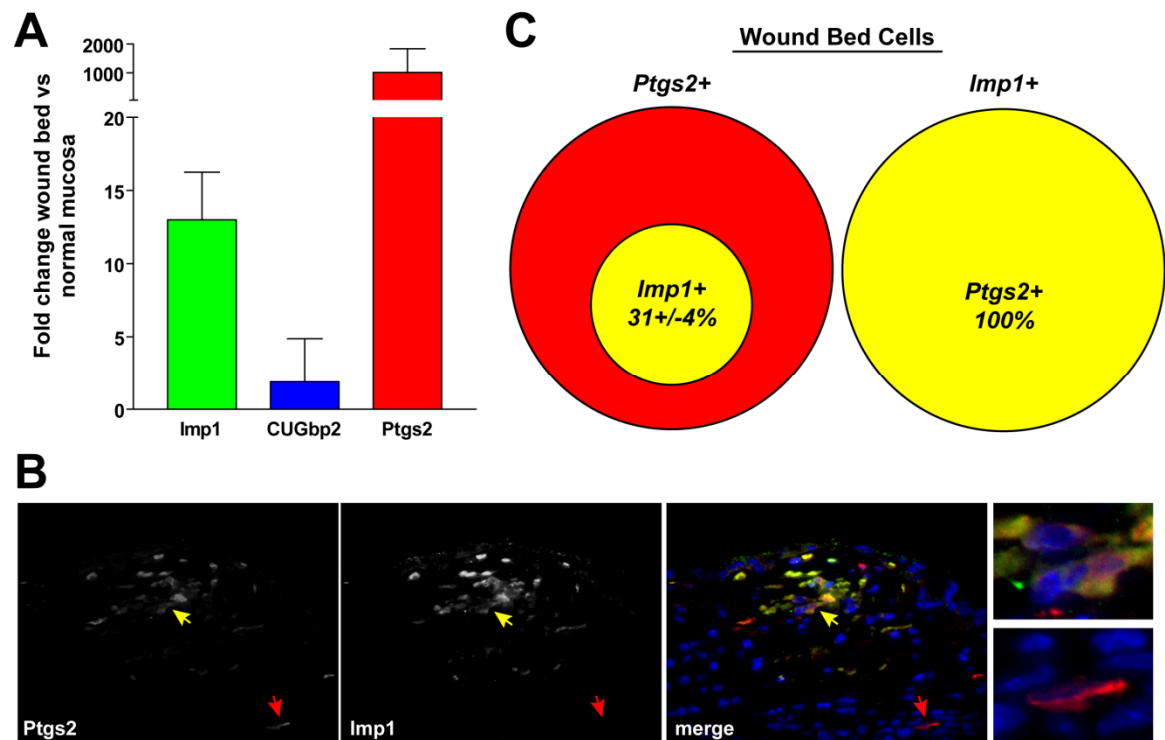 A
Fold change wound bed vs
normal mucosa
2000
1000
20
15
10
5
0
Imp1
CUGbp2
Ptgs2
C
Wound Bed Cells
Ptgs2+
Imp1+
Imp1+
31+/-4%
Ptgs2+
100%
B
Ptgs2
Imp1
merge